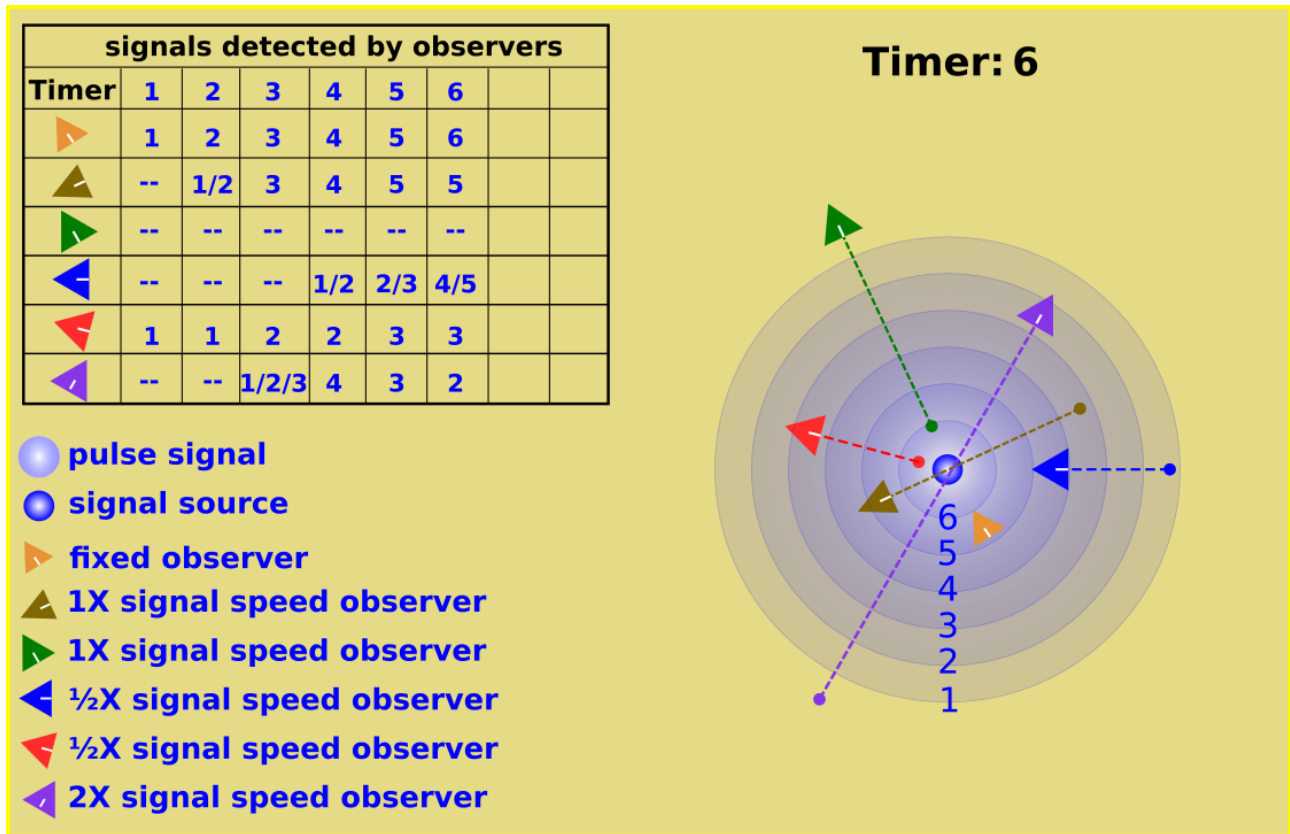 signals detected by observers
Timer: 6
Timer 1 2 3 4 5 6
1 2 3 4 5 6
-- 1/2 3 4 5 5
-- -- -- -- -- --
-- -- -- 1/2 2/3 4/5
1 1 2 2 3 3
-- -- 1/2/3 4 3 2
pulse signal
signal source
fixed observer
1X signal speed observer
1X signal speed observer
½X signal speed observer
½X signal speed observer
2X signal speed observer
6
5
4
3
2
1